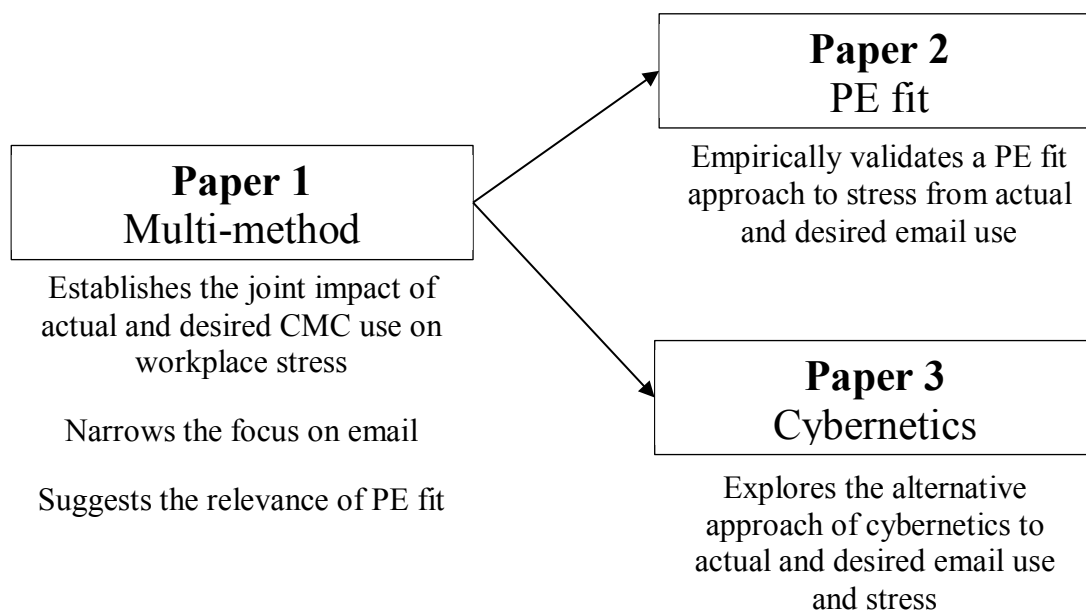 Paper 1
Multi-method
Establishes the joint impact of
actual and desired CMC use on
workplace stress
Narrows the focus on email
Suggests the relevance of PE fit
Paper 2
PE fit
Empirically validates a PE fit
approach to stress from actual
and desired email use
Paper 3
Cybernetics
Explores the alternative
approach of cybernetics to
actual and desired email use
and stress